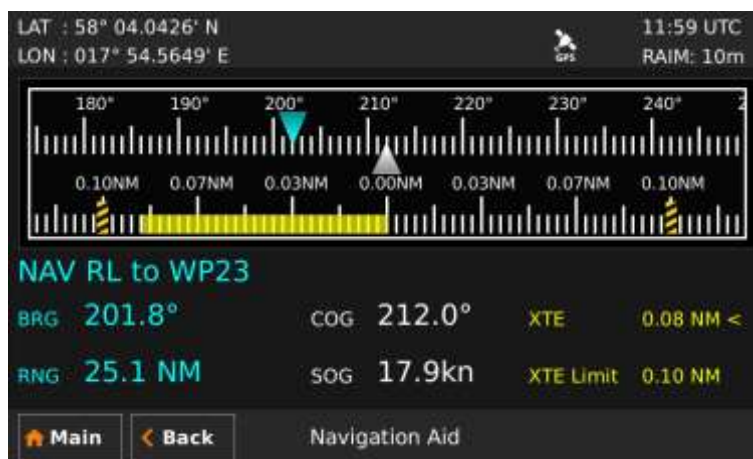 LAT : 58° 04.0426' N
LON : 017° 54.5649' E
GPS
11:59 UTC
RAIM: 10m
180° 190° 200° 210° 220° 230° 240° 2
0.10NM 0.07NM 0.03NM 0.00NM 0.03NM 0.07NM 0.10NM
NAV RL to WP23
BRG 201.8° COG 212.0° XTE 0.08 NM <
RNG 25.1 NM SOG 17.9kn XTE Limit 0.10 NM
Main Back Navigation Aid